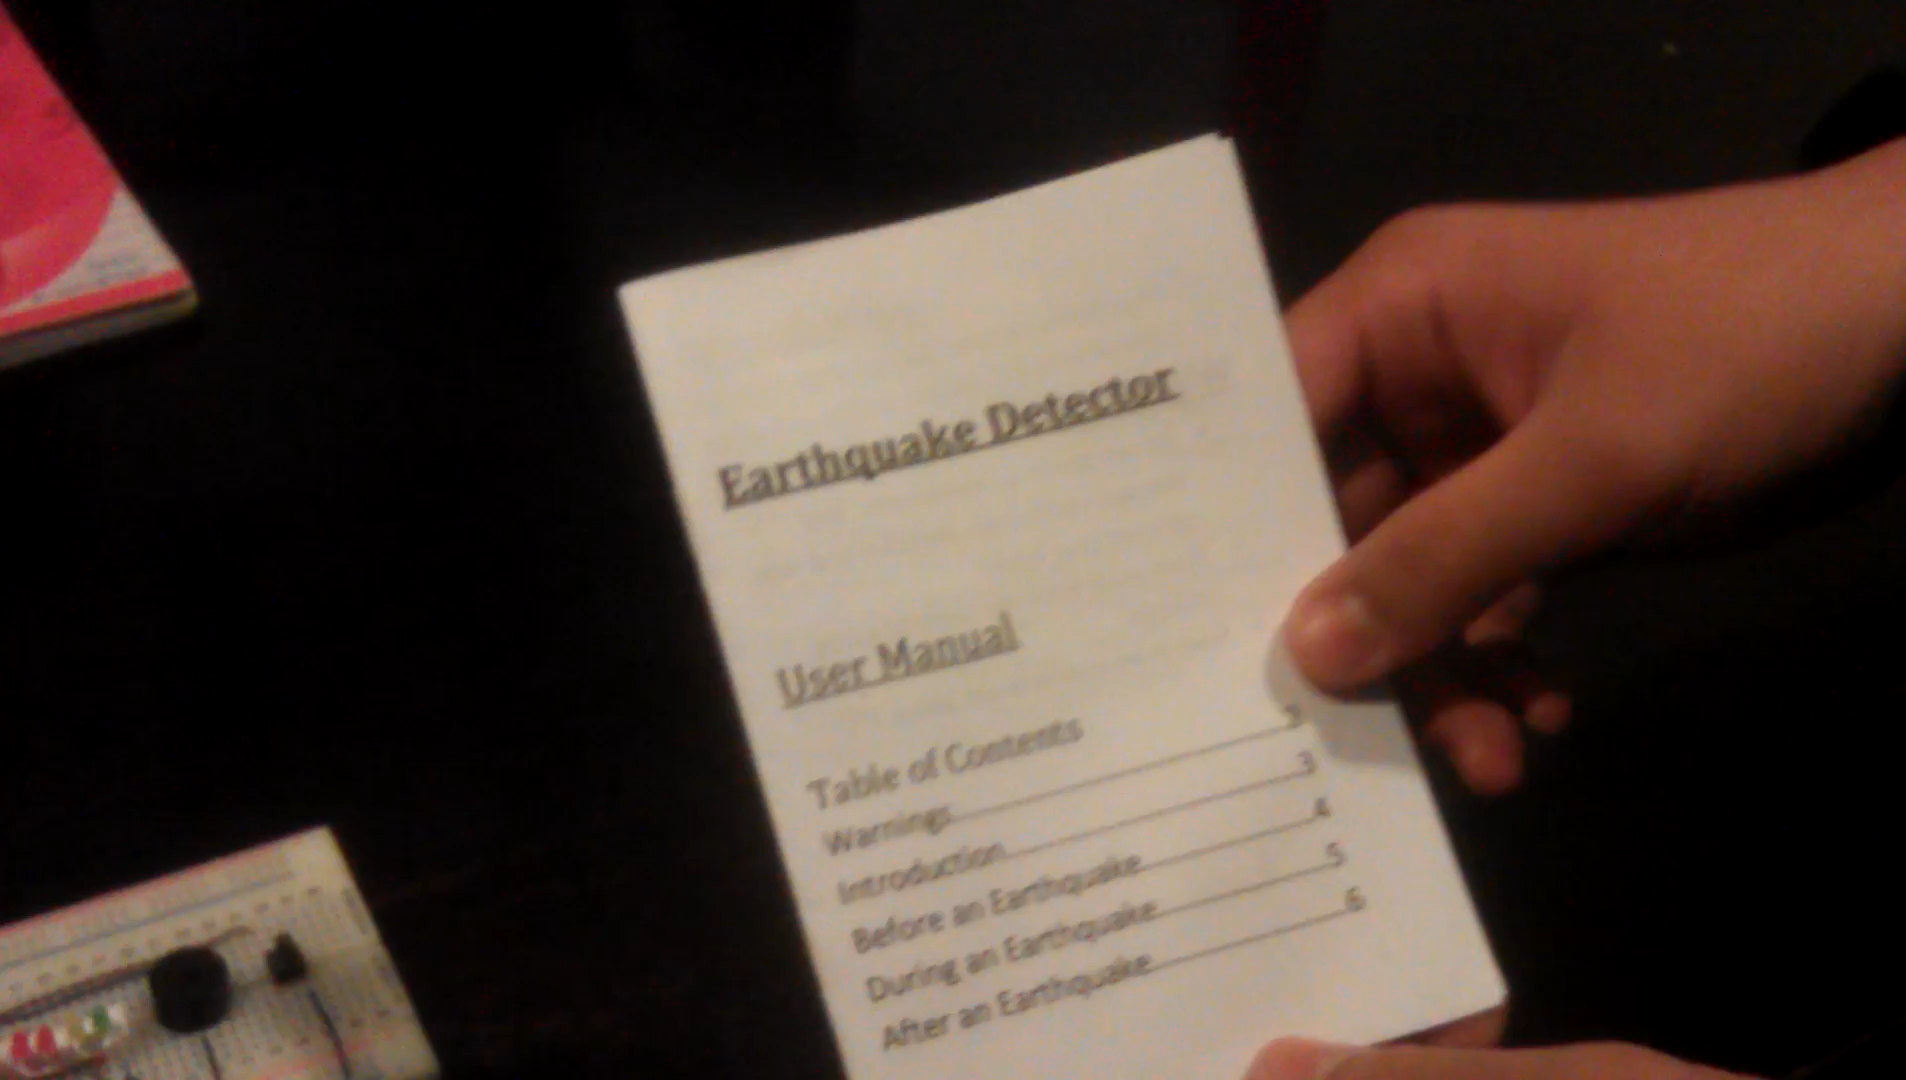 Earthquake Detector
User Manual
Table of Contents
Warnings 2
Introduction 3
Before an Earthquake 4
During an Earthquake 5
After an Earthquake 6